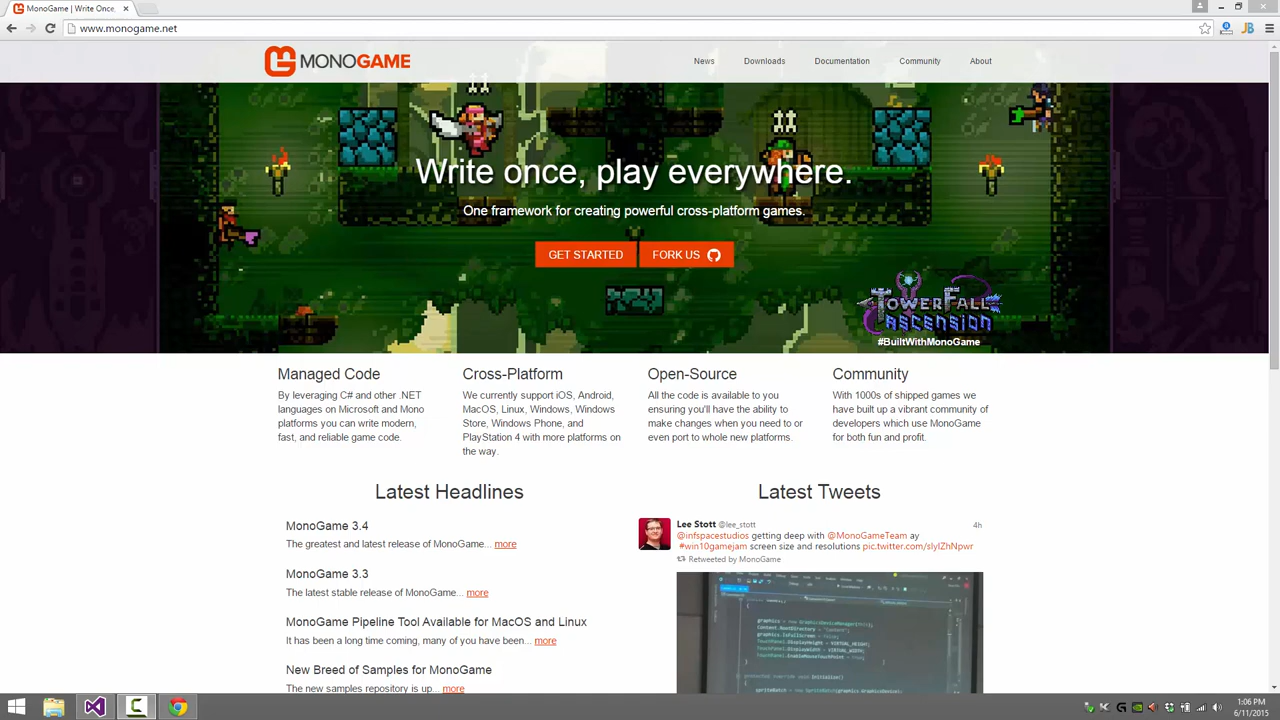 MonoGame | Write Once,
www.monogame.net
MONOGAME
News Downloads Documentation Community About
Write once, play everywhere.
One framework for creating powerful cross-platform games.
GET STARTED
FORK US
TOWERFALL
ASCENSION
#BuiltWithMonoGame
Managed Code
By leveraging C# and other .NET
languages on Microsoft and Mono
platforms you can write modern,
fast, and reliable game code.
Cross-Platform
We currently support iOS, Android,
MacOS, Linux, Windows, Windows
Store, Windows Phone, and
PlayStation 4 with more platforms on
the way.
Open-Source
All the code is available to you
ensuring you'll have the ability to
make changes when you need to or
even port to whole new platforms.
Community
With 1000s of shipped games we
have built up a vibrant community of
developers which use MonoGame
for both fun and profit.
Latest Headlines
MonoGame 3.4
The greatest and latest release of MonoGame... more
MonoGame 3.3
The latest stable release of MonoGame... more
MonoGame Pipeline Tool Available for MacOS and Linux
It has been a long time coming, many of you have been... more
New Breed of Samples for MonoGame
The new samples repository is up... more
Latest Tweets
Lee Stott @lee_stott 4h
@infspacestudios getting deep with @MonoGameTeam ay
#win10gamejam screen size and resolutions
Retweeted by MonoGame
1:06 PM
6/11/2015